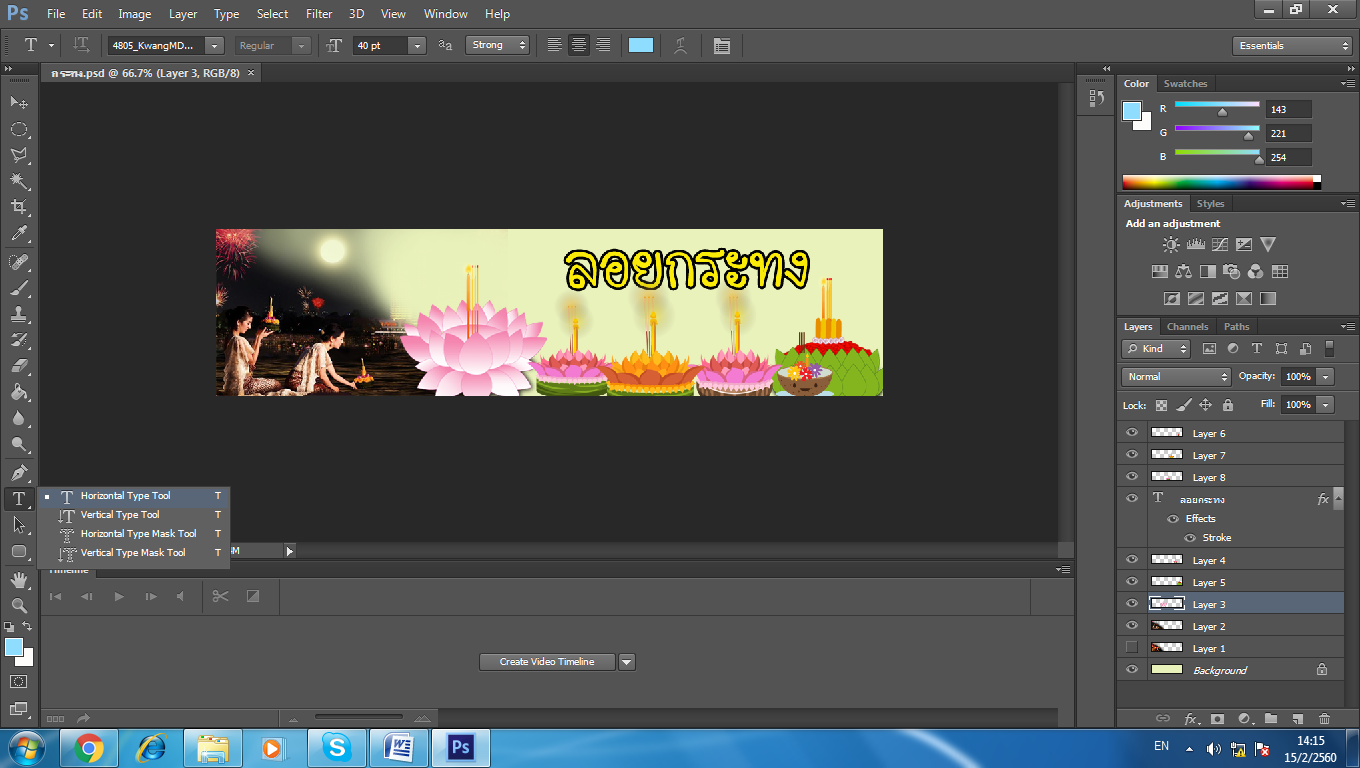 Ps File Edit Image Layer Type Select Filter 3D View Window Help
T 4805_KwangMD... Regular 40 pt Strong Essentials
กระทง.psd @ 66.7% (Layer 3, RGB/8) ×
Color Swatches
R 143
G 221
B 254
Adjustments Styles
Add an adjustment
ลอยกระทง
Layers Channels Paths
Kind
Normal Opacity: 100%
Lock: Fill: 100%
Layer 6
Layer 7
Layer 8
T ลอยกระทง fx
Effects
Stroke
Layer 4
Layer 5
Layer 3
Layer 2
Layer 1
Background
Horizontal Type Tool T
Vertical Type Tool T
Horizontal Type Mask Tool T
Vertical Type Mask Tool T
Timeline
Create Video Timeline
EN
14:15
15/2/2560